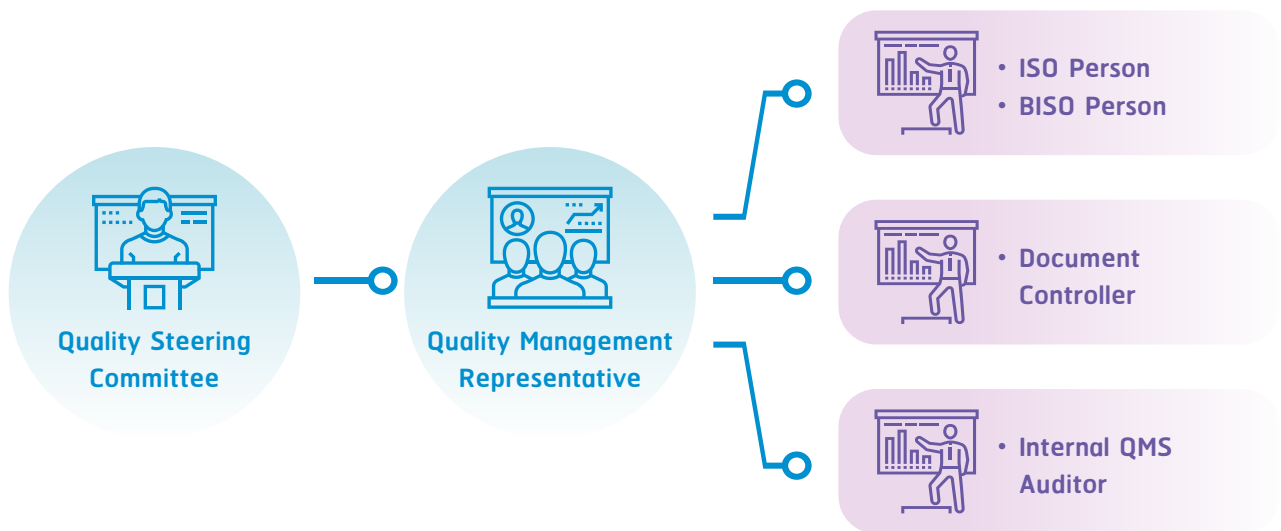 Quality Steering
Committee
Quality Management
Representative
• ISO Person
• BISO Person
• Document
Controller
• Internal QMS
Auditor